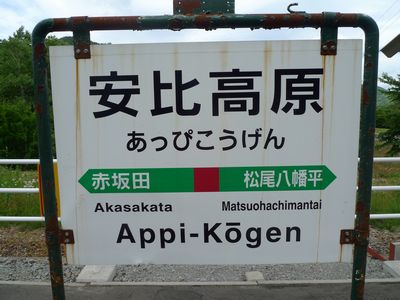 安比高原
あっぴこうげん
赤坂田 松尾八幡平
Akasakata Matsuohachimantai
Appi-Kōgen